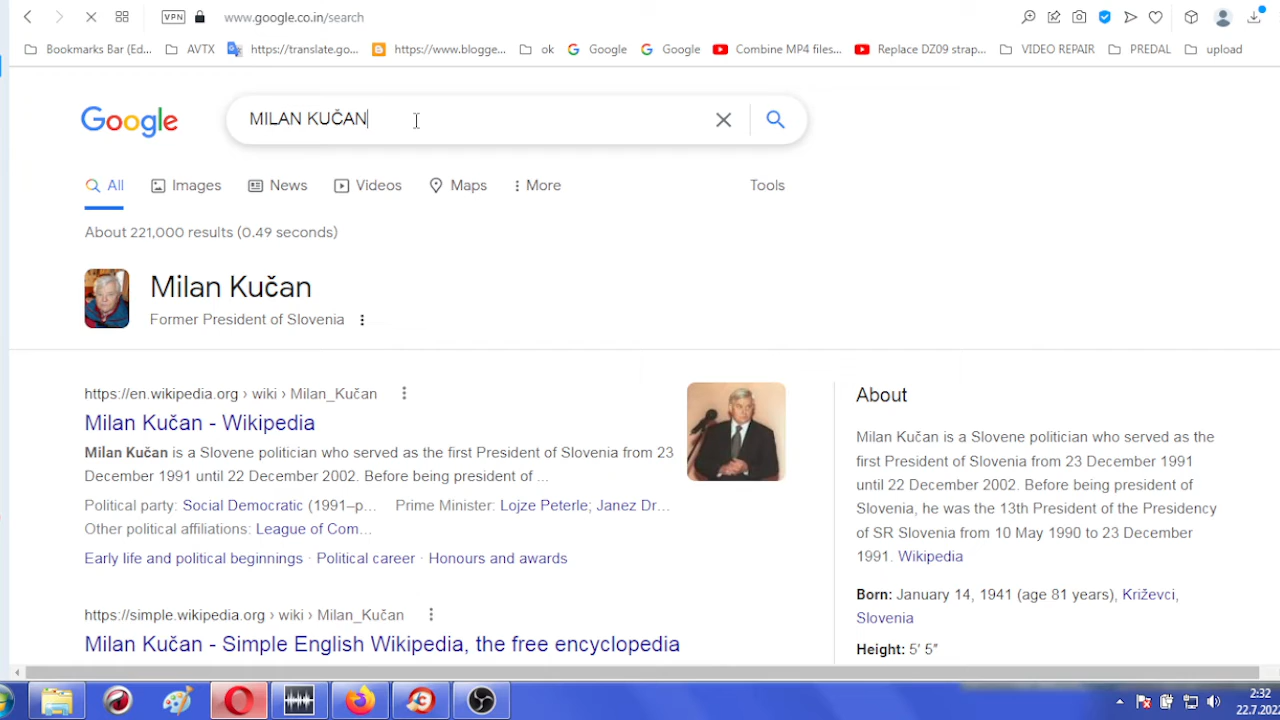 VPN
www.google.co.in/search
Bookmarks Bar (Ed... AVTX https://translate.go... https://www.blogge... ok Google Google Combine MP4 files... Replace DZ09 strap... VIDEO REPAIR PREDAL upload
Google
MILAN KUČAN
All Images News Videos Maps More Tools
About 221,000 results (0.49 seconds)
Milan Kučan
Former President of Slovenia
https://en.wikipedia.org › wiki › Milan_Kučan
Milan Kučan - Wikipedia
Milan Kučan is a Slovene politician who served as the first President of Slovenia from 23
December 1991 until 22 December 2002. Before being president of ...
Political party: Social Democratic (1991–p... Prime Minister: Lojze Peterle; Janez Dr...
Other political affiliations: League of Com...
Early life and political beginnings · Political career · Honours and awards
https://simple.wikipedia.org › wiki › Milan_Kučan
Milan Kučan - Simple English Wikipedia, the free encyclopedia
About
Milan Kučan is a Slovene politician who served as the
first President of Slovenia from 23 December 1991
until 22 December 2002. Before being president of
Slovenia, he was the 13th President of the Presidency
of SR Slovenia from 10 May 1990 to 23 December
1991. Wikipedia
Born: January 14, 1941 (age 81 years), Križevci,
Slovenia
Height: 5′ 5″
2:32
22.7.202